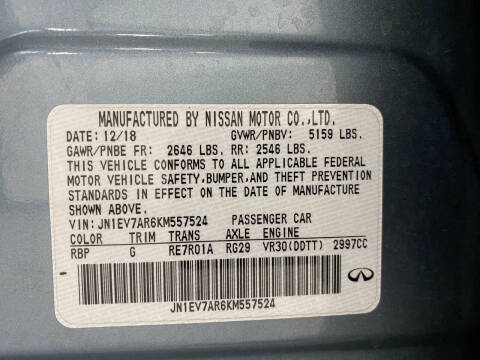 MANUFACTURED BY NISSAN MOTOR CO.,LTD.
DATE: 12/18 GVWR/PNBV: 5159 LBS.
GAWR/PNBE FR: 2646 LBS. RR: 2546 LBS.
THIS VEHICLE CONFORMS TO ALL APPLICABLE FEDERAL
MOTOR VEHICLE SAFETY,BUMPER,AND THEFT PREVENTION
STANDARDS IN EFFECT ON THE DATE OF MANUFACTURE
SHOWN ABOVE.
VIN: JN1EV7AR6KM557524 PASSENGER CAR
COLOR TRIM TRANS AXLE ENGINE
RBP G RE7R01A RG29 VR30(DDTT) 2997CC
JN1EV7AR6KM557524